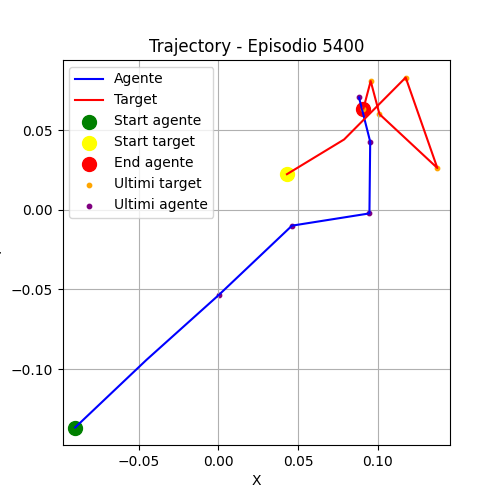 Trajectory - Episodio 5400
Agente
Target
Start agente
Start target
End agente
Ultimi target
Ultimi agente
0.05
0.00
−0.05
−0.10
−0.05
0.00
0.05
0.10
X